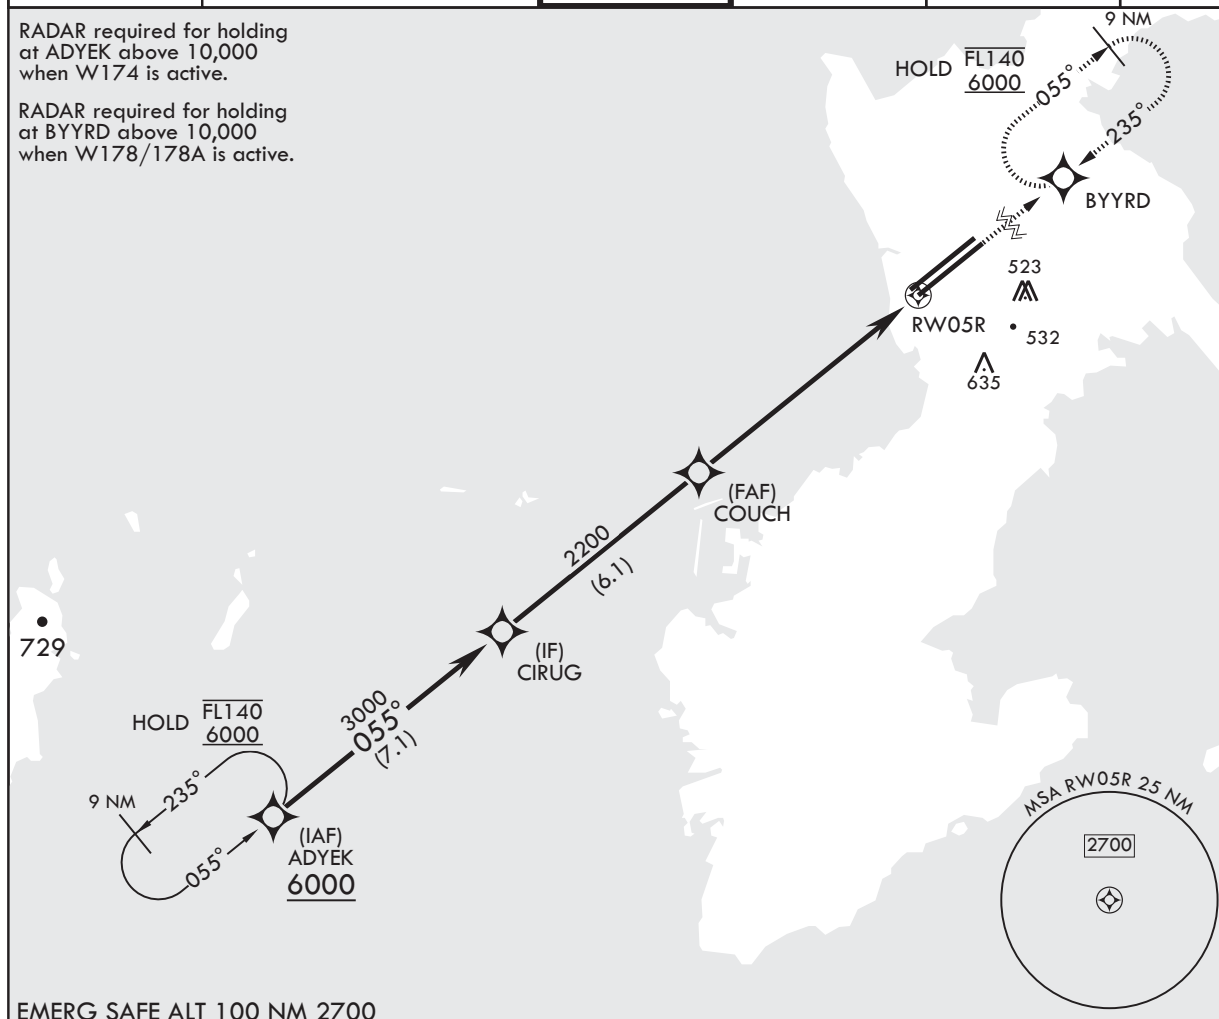 RADAR required for holding
at ADYEK above 10,000
when W174 is active.
RADAR required for holding
at BYYRD above 10,000
when W178/178A is active.
9 NM
HOLD FL140
6000
055°
235°
BYYRD
523
RW05R
532
635
(FAF)
COUCH
2200
(6.1)
729
(IF)
CIRUG
3000
055°
(7.1)
HOLD FL140
6000
9 NM
235°
055°
(IAF)
ADYEK
6000
MSA RW05R 25 NM
2700
EMERG SAFE ALT 100 NM 2700